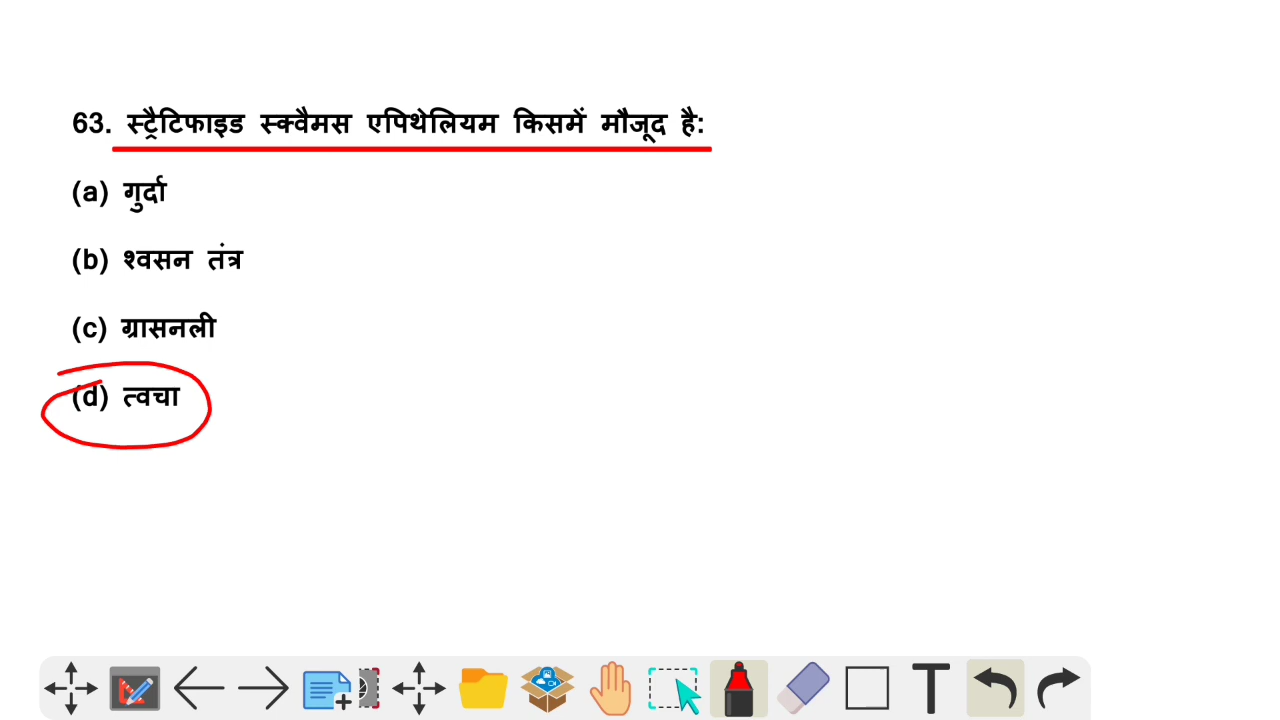 63. स्ट्रैटिफाइड स्क्वैमस एपिथेलियम किसमें मौजूद है:
(a) गुर्दा
(b) श्वसन तंत्र
(c) ग्रासनली
(d) त्वचा